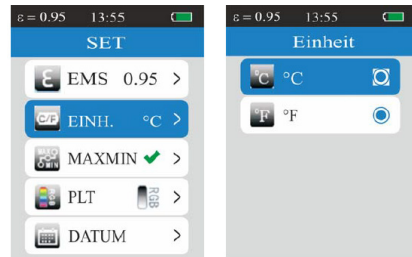 ε = 0.95 13:55
SET
ε EMS 0.95 >
C/F EINH. °C >
MAXMIN ✔ >
PLT RGB >
DATUM >
ε = 0.95 13:55
Einheit
°C °C
°F °F